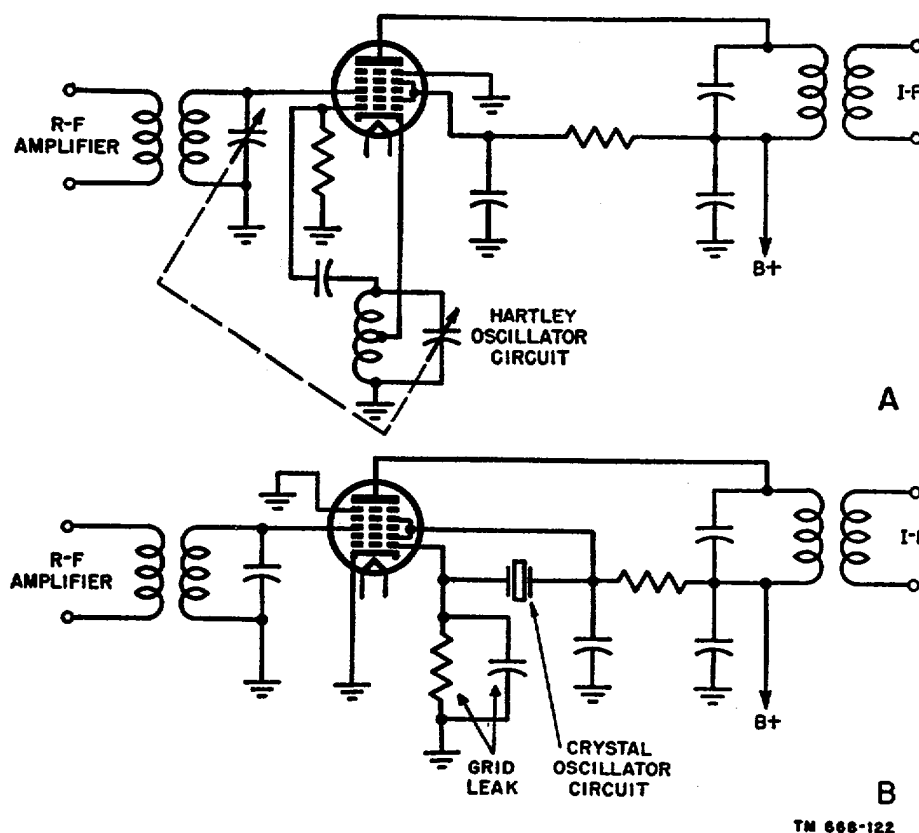 R-F
AMPLIFIER
I-F
B+
HARTLEY
OSCILLATOR
CIRCUIT
A
R-F
AMPLIFIER
I-F
B+
GRID
LEAK
CRYSTAL
OSCILLATOR
CIRCUIT
B
TM 666-122